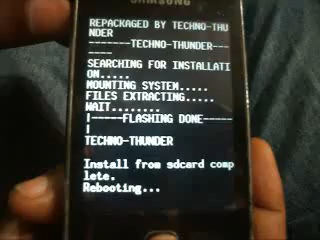 SAMSUNG
REPACKAGED BY TECHNO-THU
NDER
-------TECHNO-THUNDER---
-----
SEARCHING FOR INSTALLATI
ON.....
MOUNTING SYSTEM.....
FILES EXTRACTING.....
WAIT........
|-----FLASHING DONE-----
|
TECHNO-THUNDER
Install from sdcard comp
lete.
Rebooting...